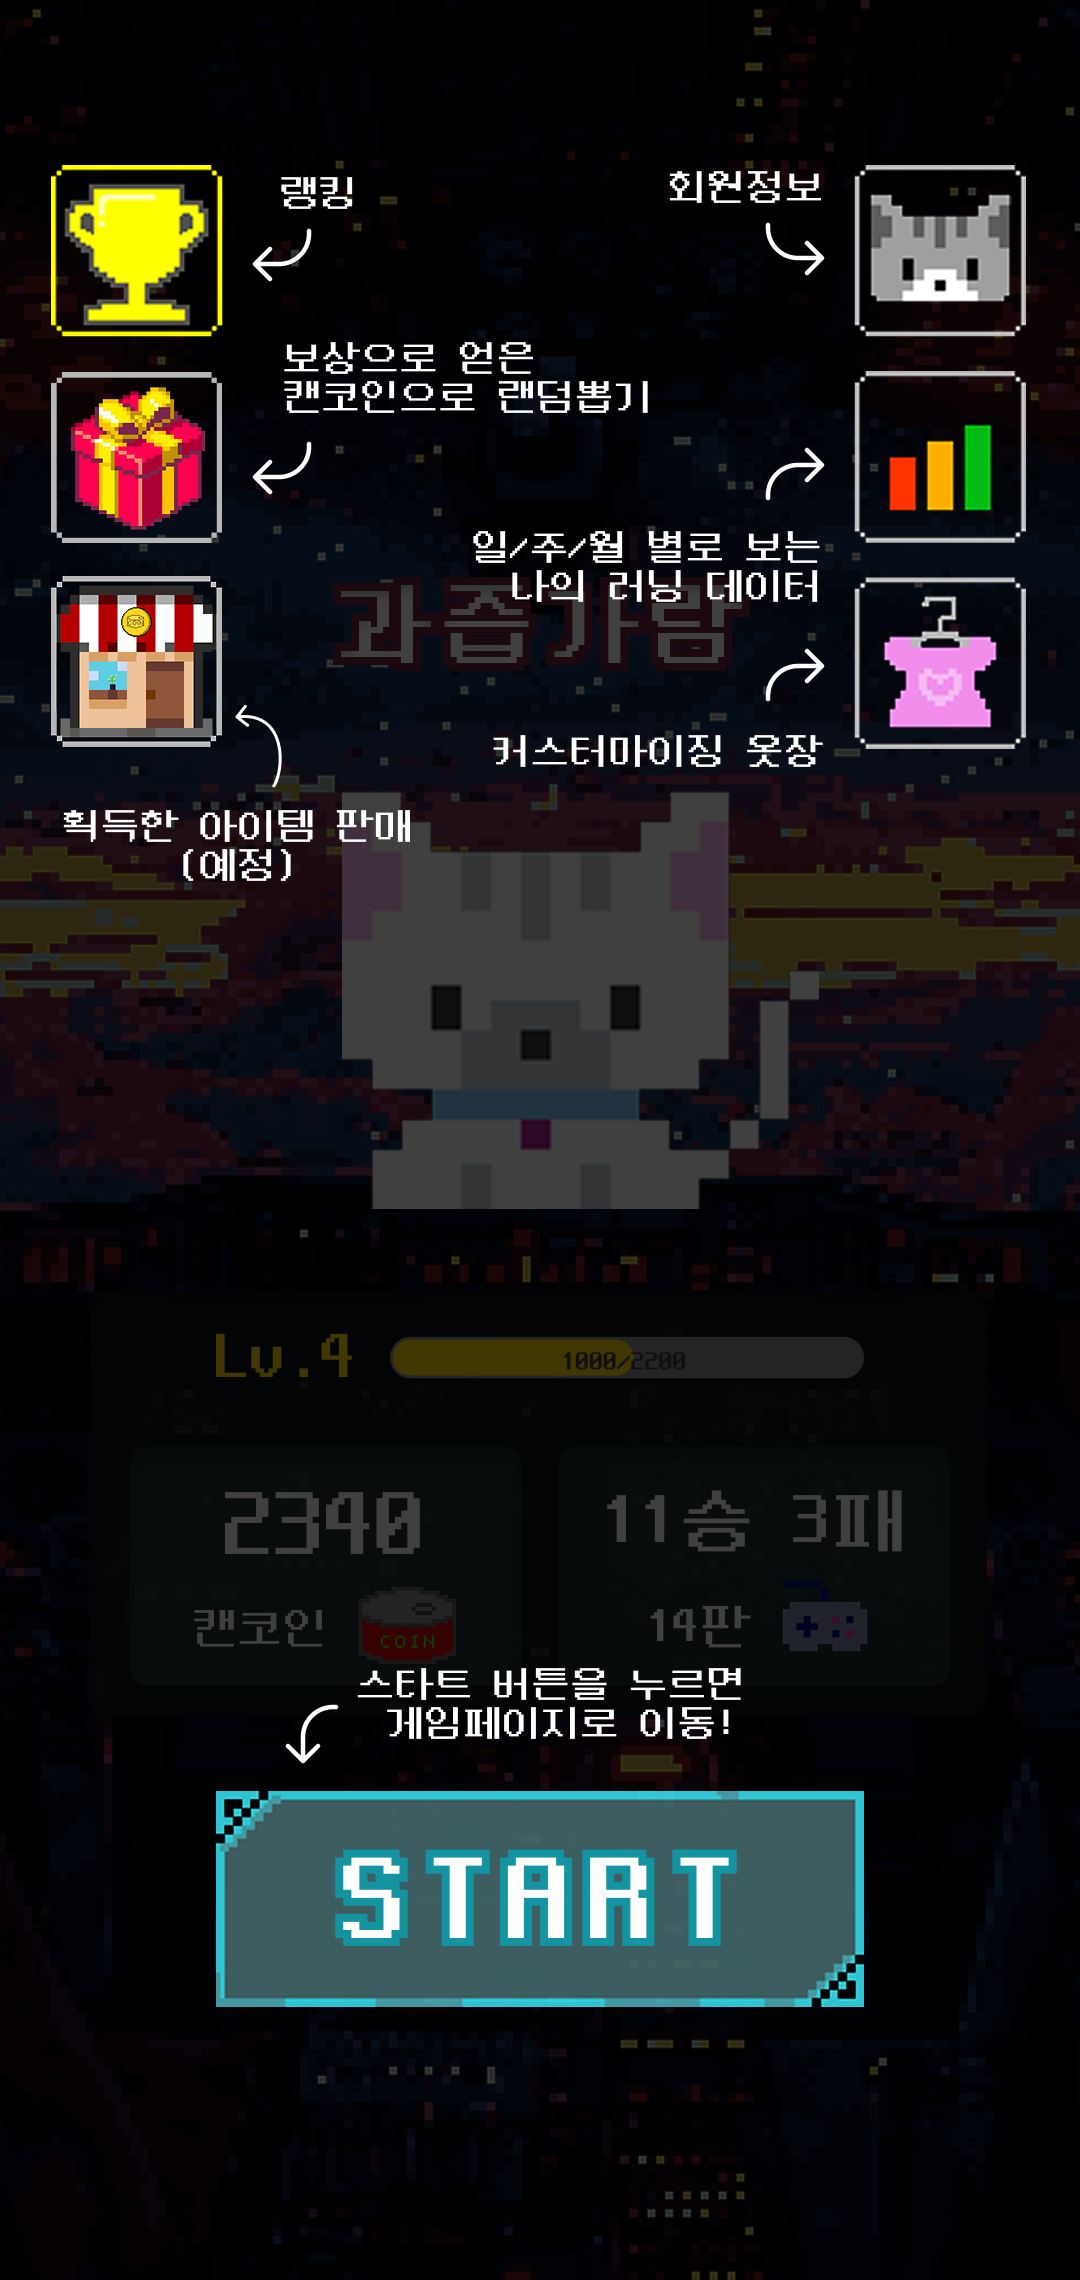 랭킹
회원정보
보상으로 얻은
캔코인으로 랜덤뽑기
일/주/월 별로 보는
나의 러닝 데이터
과즙가람
커스터마이징 옷장
획득한 아이템 판매
(예정)
Lv.4
1000/2200
2340
11승 3패
캔코인
COIN
14판
스타트 버튼을 누르면
게임페이지로 이동!
START